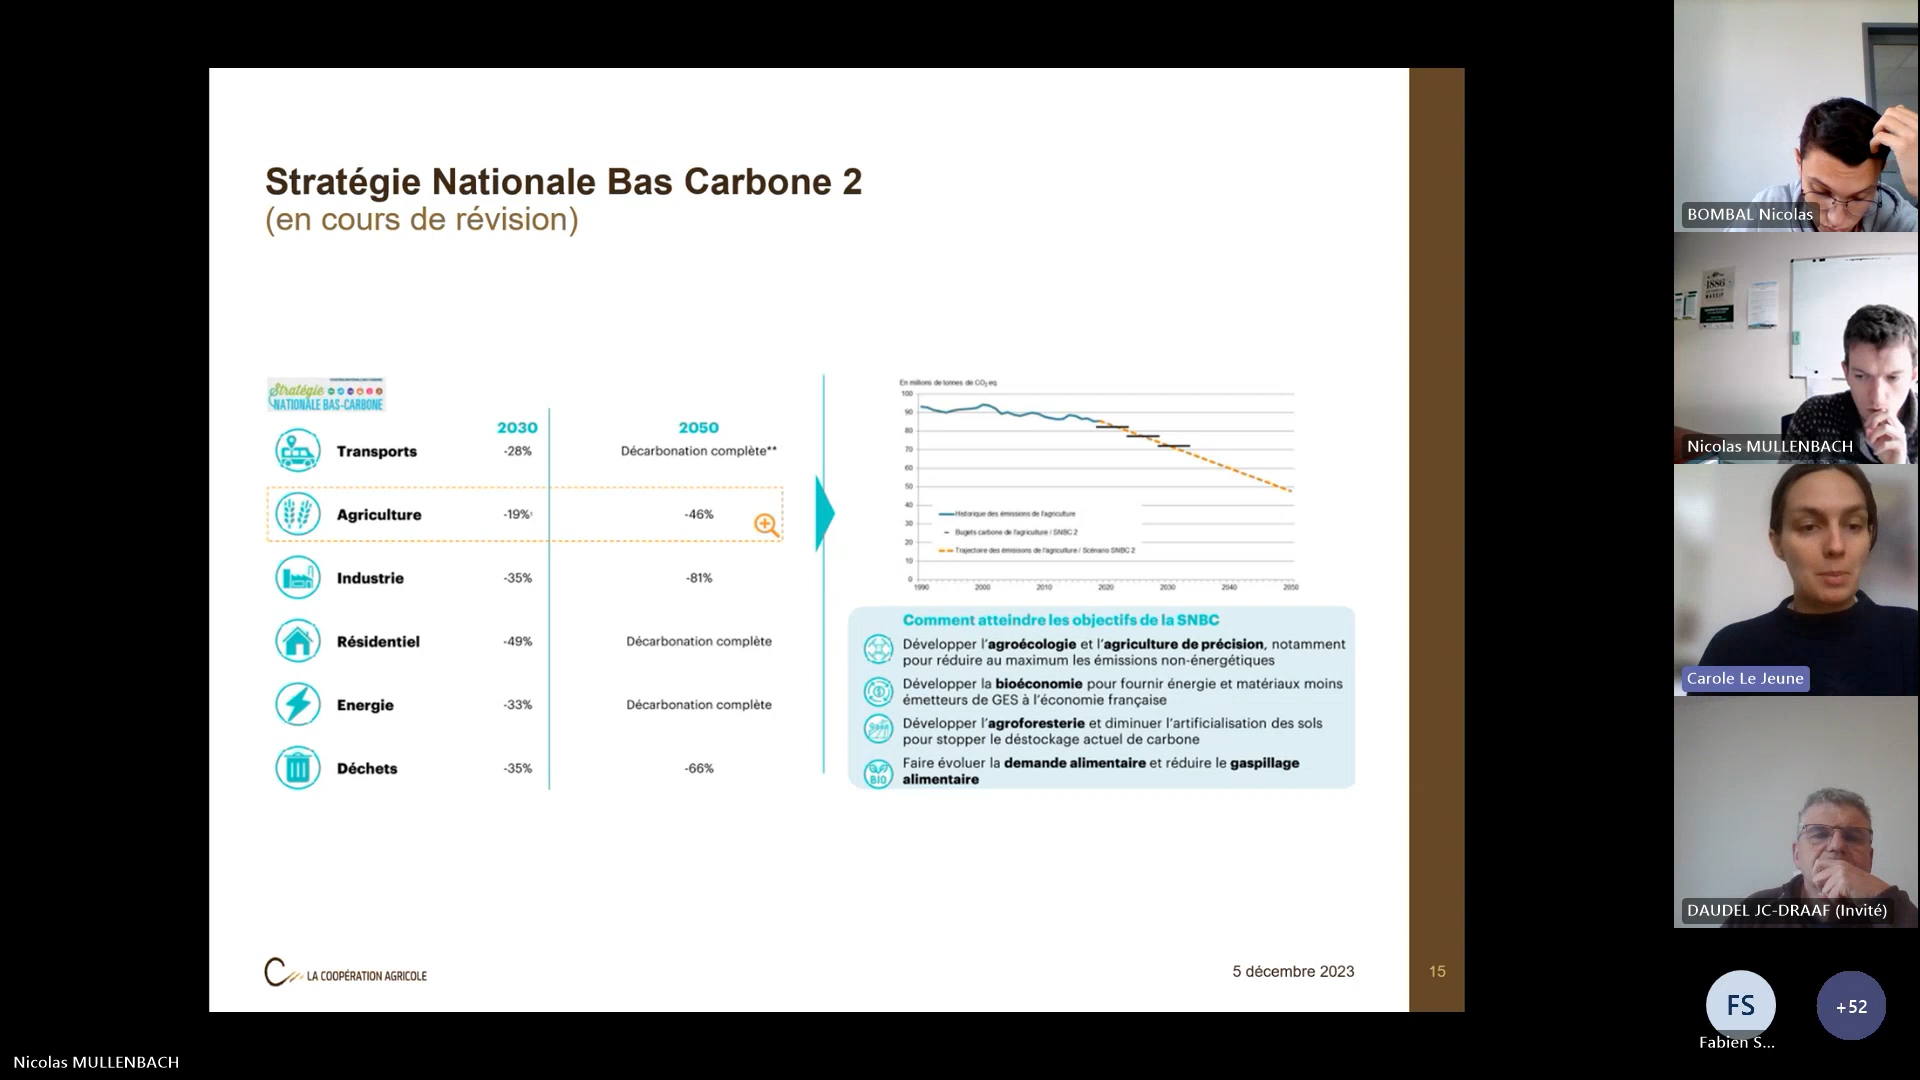 Stratégie Nationale Bas Carbone 2
(en cours de révision)
Stratégie
NATIONALE BAS-CARBONE
2030
2050
Transports
-28%
Décarbonation complète**
Agriculture
-19%
-46%
Industrie
-35%
-81%
Résidentiel
-49%
Décarbonation complète
Energie
-33%
Décarbonation complète
Déchets
-35%
-66%
En millions de tonnes de CO2 eq.
100
90
80
70
60
50
40
30
20
10
0
1990
2000
2010
2020
2030
2040
2050
Historique des émissions de l'agriculture
Bugets carbone de l'agriculture / SNBC 2
Trajectoire des émissions de l'agriculture / Scénario SNBC 2
Comment atteindre les objectifs de la SNBC
Développer l'agroécologie et l'agriculture de précision, notamment
pour réduire au maximum les émissions non-énergétiques
Développer la bioéconomie pour fournir énergie et matériaux moins
émetteurs de GES à l'économie française
Développer l'agroforesterie et diminuer l'artificialisation des sols
pour stopper le déstockage actuel de carbone
BIO
Faire évoluer la demande alimentaire et réduire le gaspillage
alimentaire
LA COOPÉRATION AGRICOLE
5 décembre 2023
15
BOMBAL Nicolas
1886
Nicolas MULLENBACH
Carole Le Jeune
DAUDEL JC-DRAAF (Invité)
FS
Fabien S...
+52
Nicolas MULLENBACH